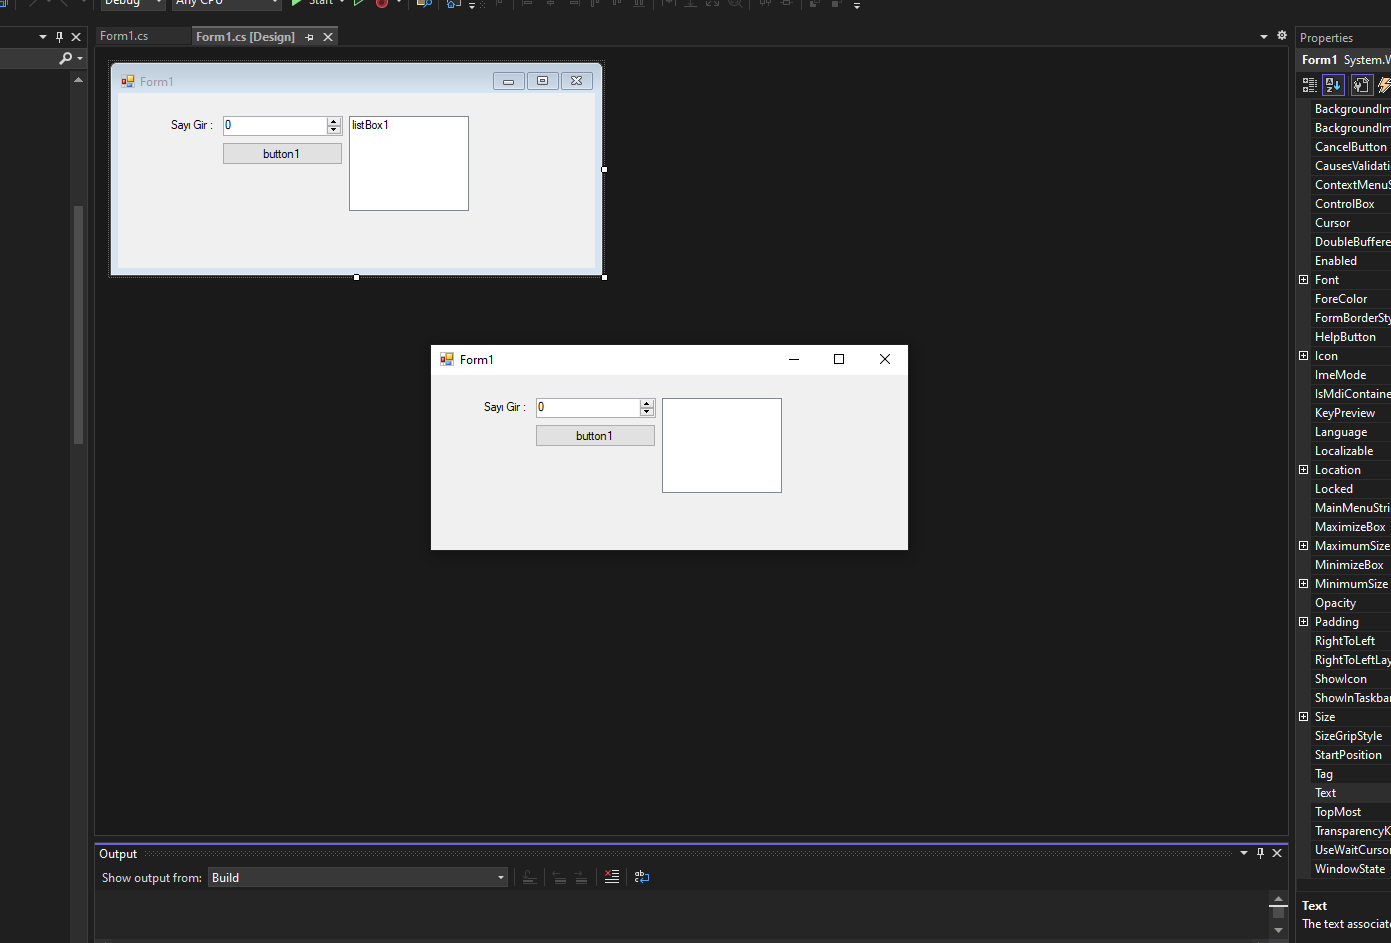 Debug
Any CPU
Start
Form1.cs
Form1.cs [Design]
Form1
Sayı Gir :
0
listBox1
button1
Form1
Sayı Gir :
0
button1
Output
Show output from:
Build
Properties
Form1 System.W
BackgroundIm
BackgroundIm
CancelButton
CausesValidati
ContextMenuS
ControlBox
Cursor
DoubleBuffere
Enabled
Font
ForeColor
FormBorderSty
HelpButton
Icon
ImeMode
IsMdiContaine
KeyPreview
Language
Localizable
Location
Locked
MainMenuStri
MaximizeBox
MaximumSize
MinimizeBox
MinimumSize
Opacity
Padding
RightToLeft
RightToLeftLay
ShowIcon
ShowInTaskbar
Size
SizeGripStyle
StartPosition
Tag
Text
TopMost
TransparencyK
UseWaitCursor
WindowState
Text
The text associate